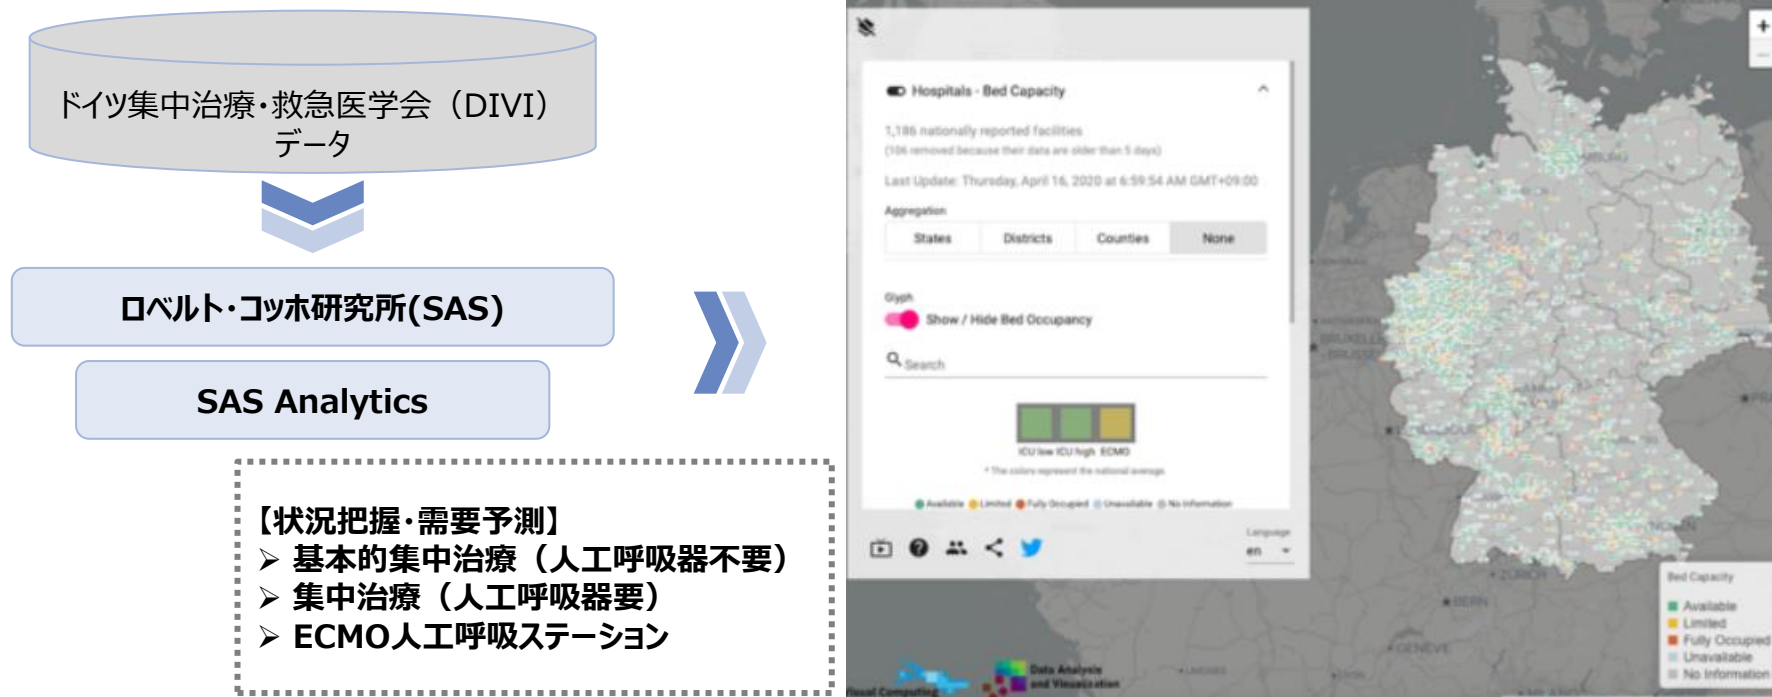 ドイツ集中治療・救急医学会（DIVI）
データ
ロベルト・コッホ研究所(SAS)
SAS Analytics
【状況把握・需要予測】
➢ 基本的集中治療（人工呼吸器不要）
➢ 集中治療（人工呼吸器要）
➢ ECMO人工呼吸ステーション
Hospitals - Bed Capacity
1,186 nationally reported facilities
(106 removed because their data are older than 5 days)
Last Update: Thursday, April 16, 2020 at 6:59:54 AM GMT+09:00
Aggregation
States Districts Counties None
Glyph
Show / Hide Bed Occupancy
Search
ICU low ICU high ECMO
* The colors represent the national average.
Available Limited Fully Occupied Unavailable No Information
Language
en
ZÜRICH
BERN
GENÈVE
Bed Capacity
Available
Limited
Fully Occupied
Unavailable
No Information
Visual Computing
Data Analysis
and Visualization